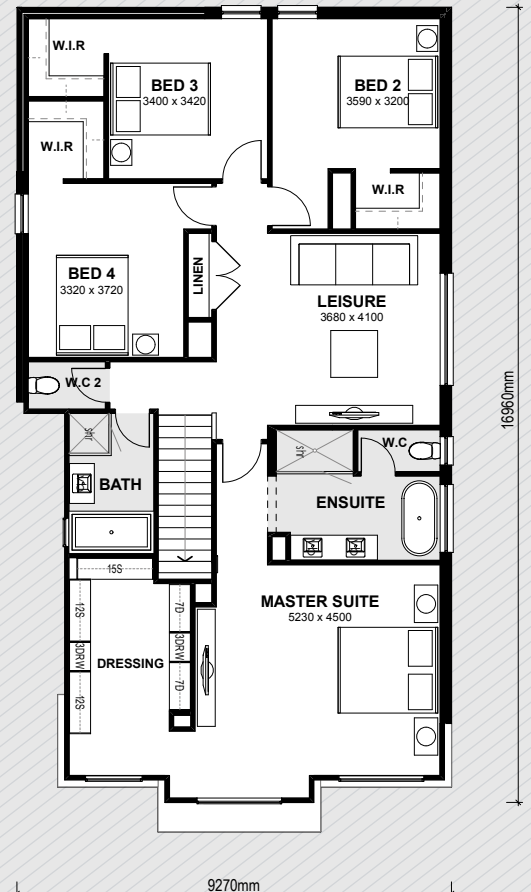 W.I.R
BED 3
3400 x 3420
BED 2
3590 x 3200
W.I.R
W.I.R
BED 4
3320 x 3720
LINEN
LEISURE
3680 x 4100
W.C 2
shr
BATH
shr
W.C
ENSUITE
15S
12S
3DRW
12S
DRESSING
7D
3DRW
7D
MASTER SUITE
5230 x 4500
16960mm
9270mm